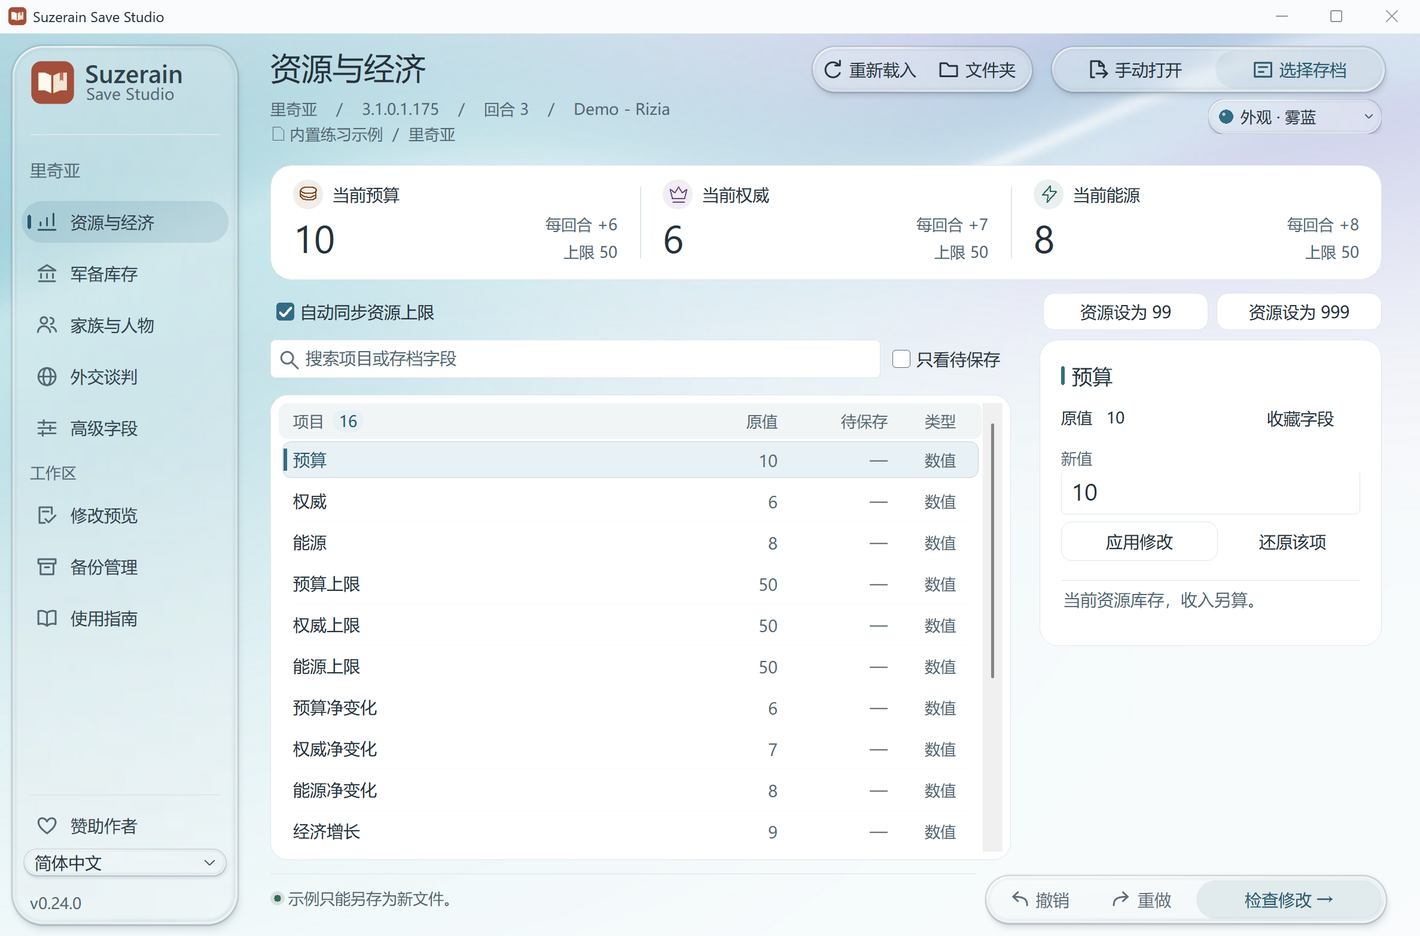 Suzerain Save Studio
Suzerain
Save Studio
里奇亚
资源与经济
军备库存
家族与人物
外交谈判
高级字段
工作区
修改预览
备份管理
使用指南
赞助作者
简体中文
v0.24.0
资源与经济
里奇亚 / 3.1.0.1.175 / 回合 3 / Demo - Rizia
内置练习示例 / 里奇亚
重新载入 文件夹
手动打开 选择存档
外观 · 雾蓝
当前预算
10
每回合 +6
上限 50
当前权威
6
每回合 +7
上限 50
当前能源
8
每回合 +8
上限 50
自动同步资源上限
资源设为 99 资源设为 999
搜索项目或存档字段
只看待保存
项目 16 原值 待保存 类型
预算 10 — 数值
权威 6 — 数值
能源 8 — 数值
预算上限 50 — 数值
权威上限 50 — 数值
能源上限 50 — 数值
预算净变化 6 — 数值
权威净变化 7 — 数值
能源净变化 8 — 数值
经济增长 9 — 数值
预算
原值 10 收藏字段
新值
10
应用修改 还原该项
当前资源库存，收入另算。
示例只能另存为新文件。
撤销 重做 检查修改 →